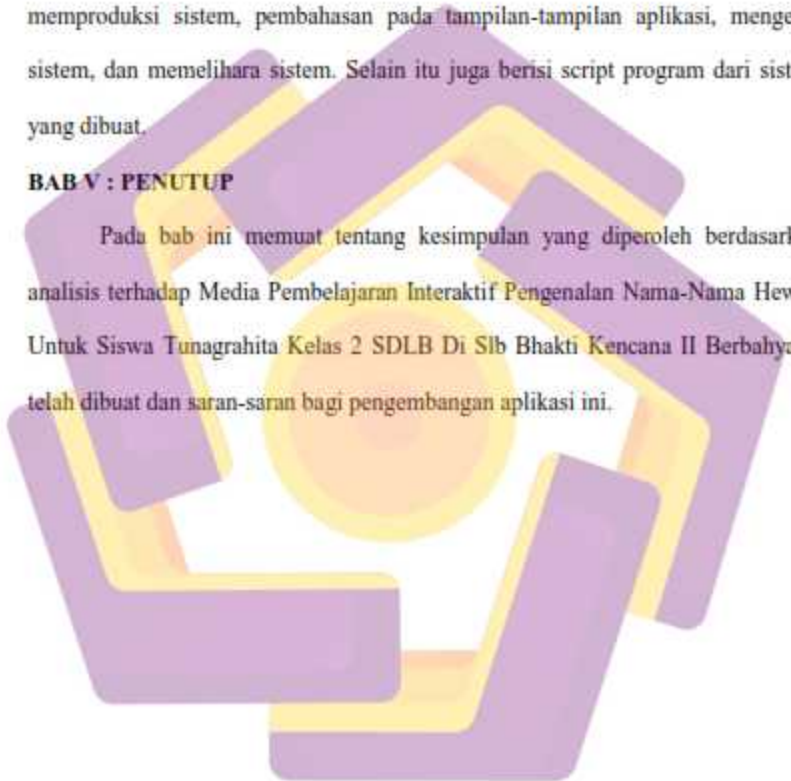 memproduksi sistem, pembahasan pada tampilan-tampilan aplikasi, menge
sistem, dan memelihara sistem. Selain itu juga berisi script program dari sist
yang dibuat.
BAB V : PENUTUP
Pada bab ini memuat tentang kesimpulan yang diperoleh berdasark
analisis terhadap Media Pembelajaran Interaktif Pengenalan Nama-Nama Hew
Untuk Siswa Tunagrahita Kelas 2 SDLB Di Slb Bhakti Kencana II Berbahya
telah dibuat dan saran-saran bagi pengembangan aplikasi ini.